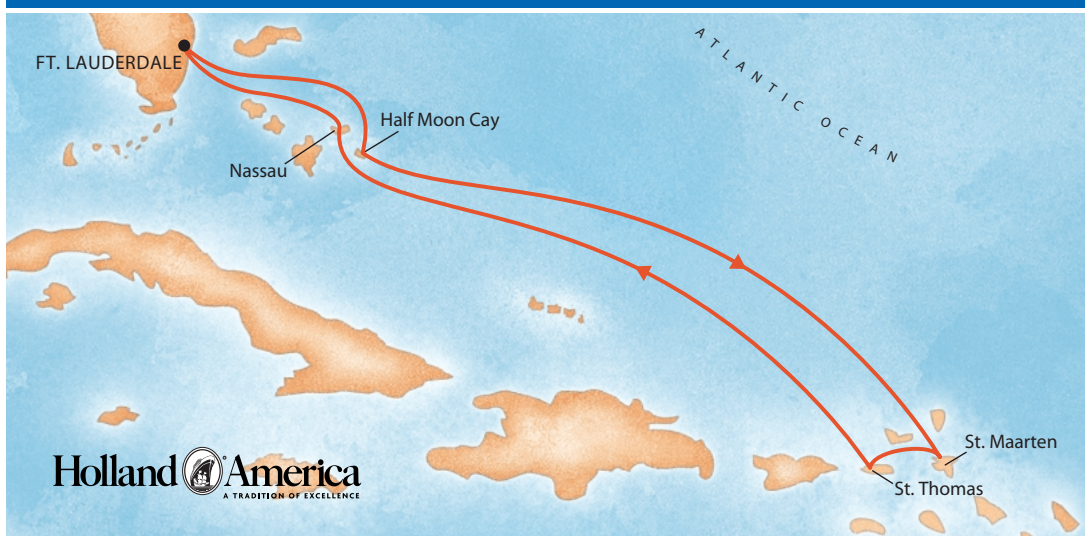 ATLANTIC OCEAN
FT. LAUDERDALE
Half Moon Cay
Nassau
St. Maarten
St. Thomas
Holland America
A TRADITION OF EXCELLENCE